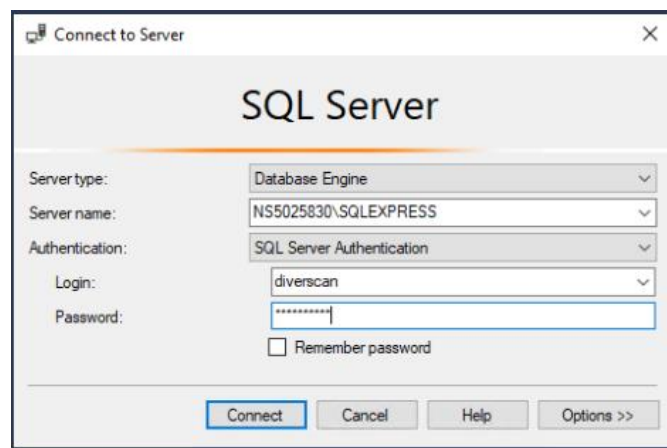 Connect to Server
SQL Server
Server type: Database Engine
Server name: NS5025830\SQLEXPRESS
Authentication: SQL Server Authentication
Login: diverscan
Password: **********
Remember password
Connect Cancel Help Options >>